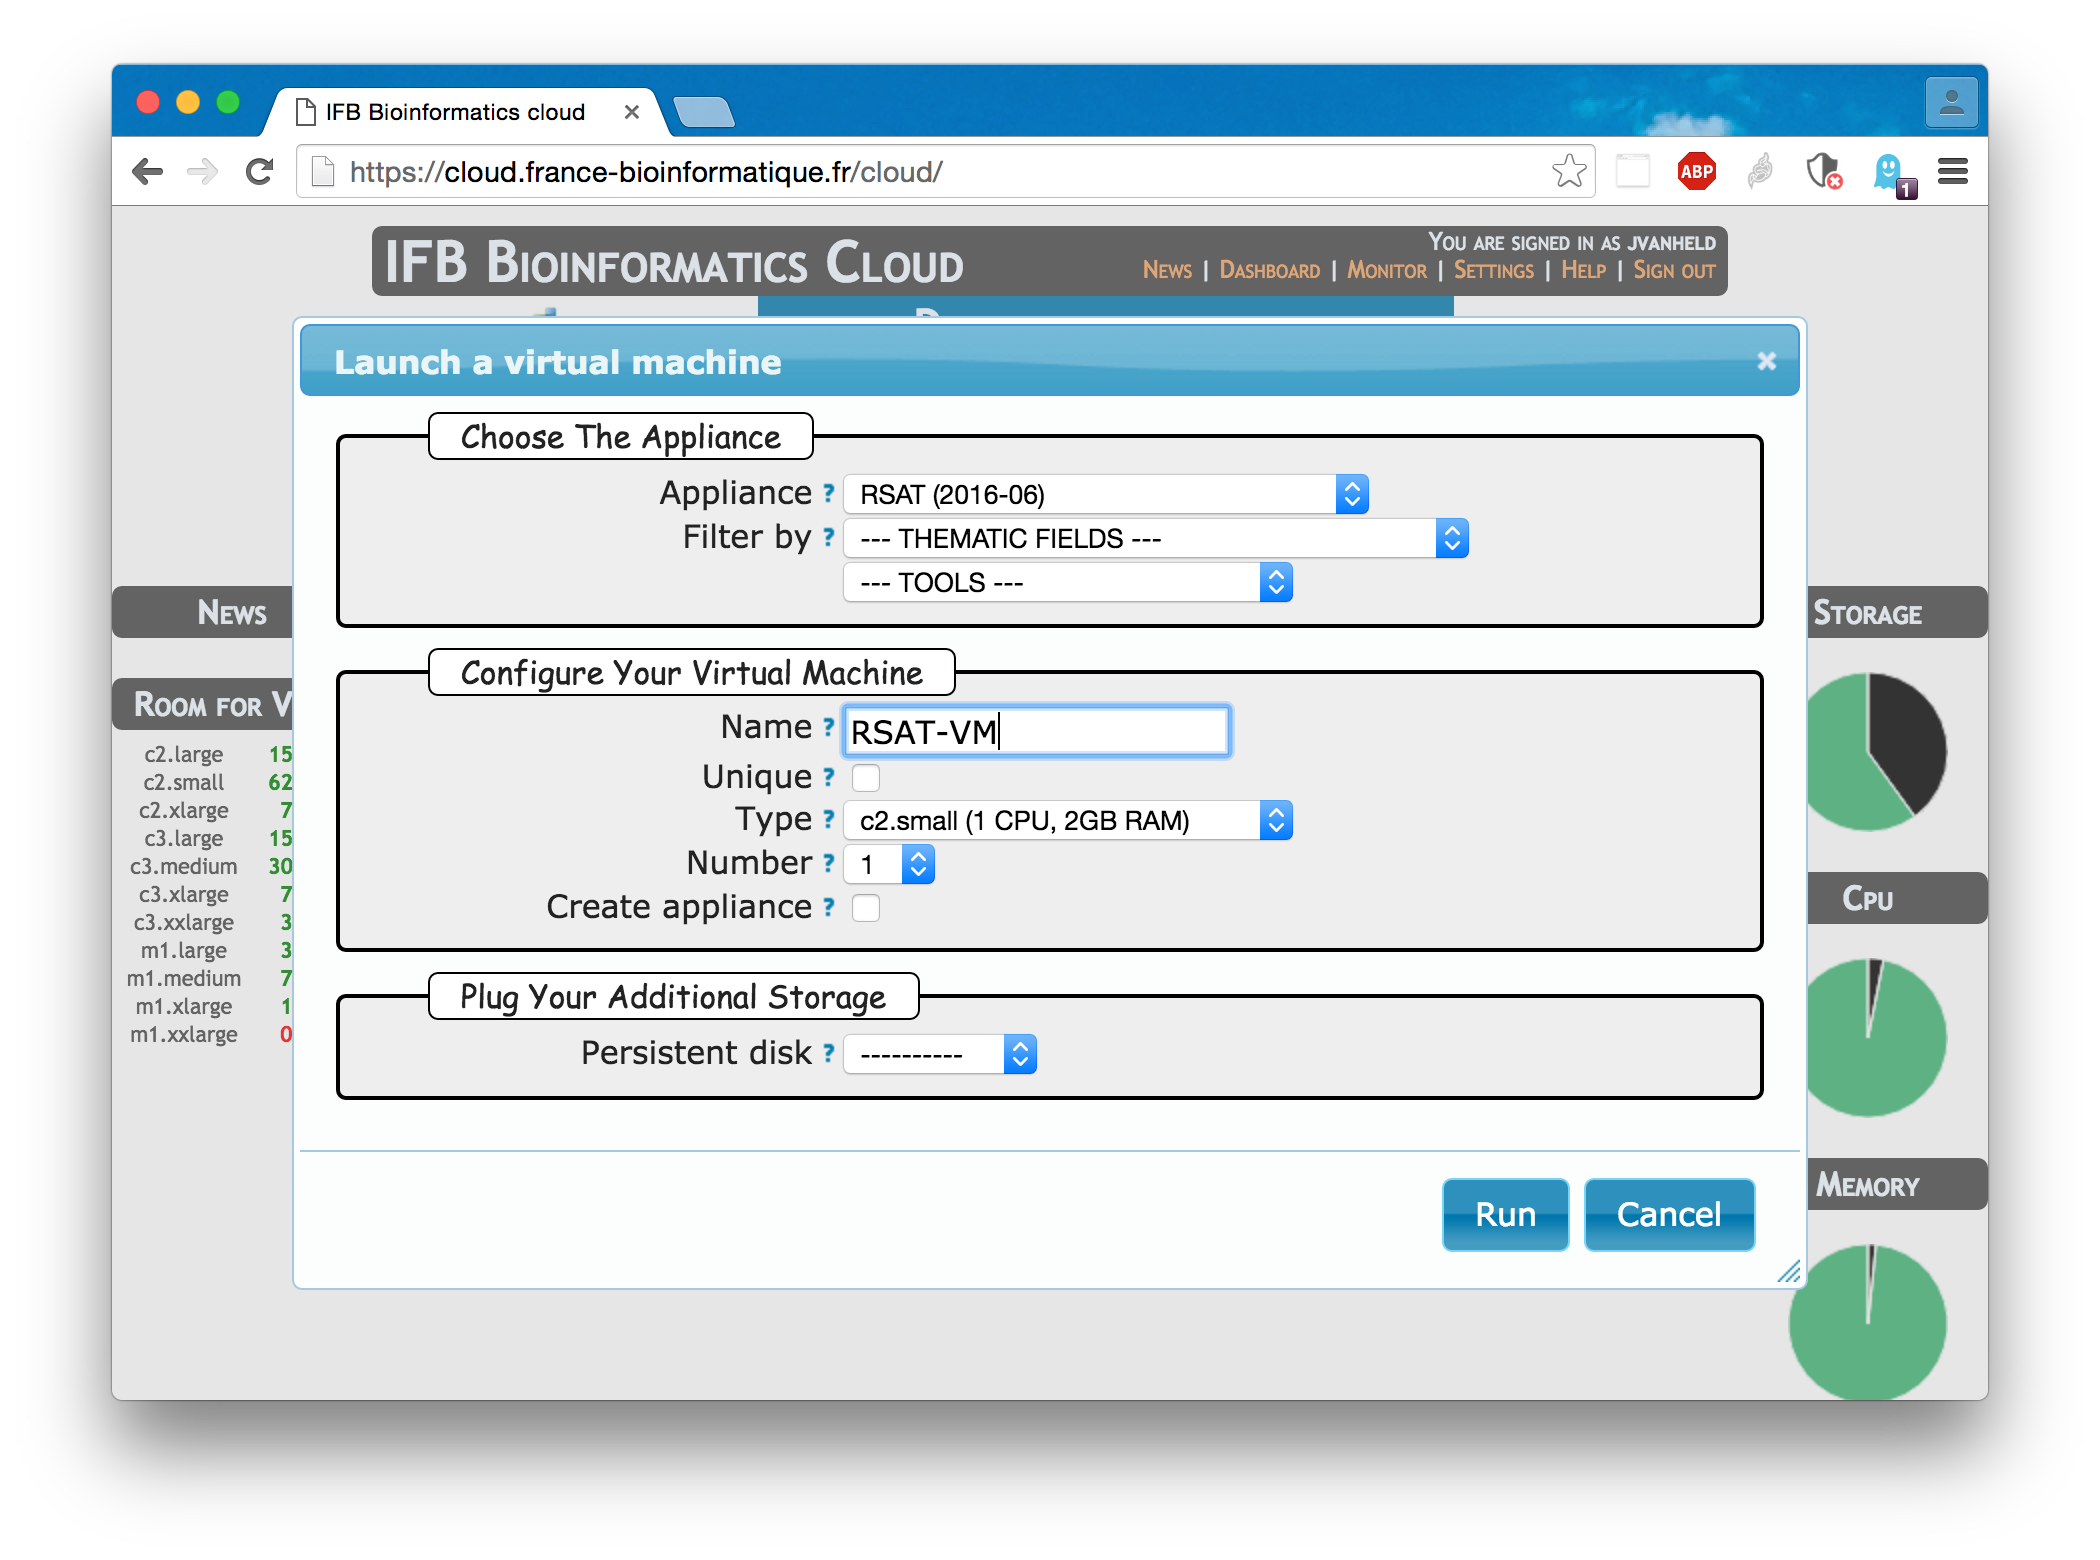 IFB Bioinformatics cloud
https://cloud.france-bioinformatique.fr/cloud/
ABP
1
IFB Bioinformatics Cloud
You are signed in as jvanheld
News | Dashboard | Monitor | Settings | Help | Sign out
Launch a virtual machine
Choose The Appliance
Appliance ? RSAT (2016-06)
Filter by ? --- THEMATIC FIELDS ---
--- TOOLS ---
Configure Your Virtual Machine
Name ? RSAT-VM
Unique ?
Type ? c2.small (1 CPU, 2GB RAM)
Number ? 1
Create appliance ?
Plug Your Additional Storage
Persistent disk ? ----------
Run Cancel
News
Room for V
c2.large 15
c2.small 62
c2.xlarge 7
c3.large 15
c3.medium 30
c3.xlarge 7
c3.xxlarge 3
m1.large 3
m1.medium 7
m1.xlarge 1
m1.xxlarge 0
Storage
Cpu
Memory